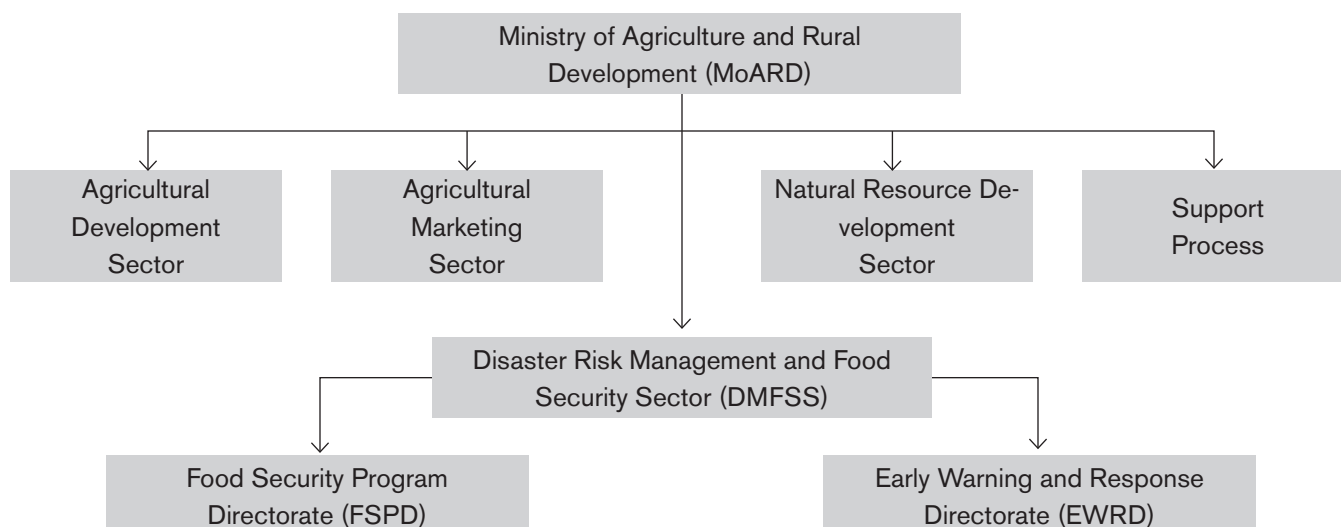 Ministry of Agriculture and Rural
Development (MoARD)
Agricultural
Development
Sector
Agricultural
Marketing
Sector
Natural Resource De-
velopment
Sector
Support
Process
Disaster Risk Management and Food
Security Sector (DMFSS)
Food Security Program
Directorate (FSPD)
Early Warning and Response
Directorate (EWRD)